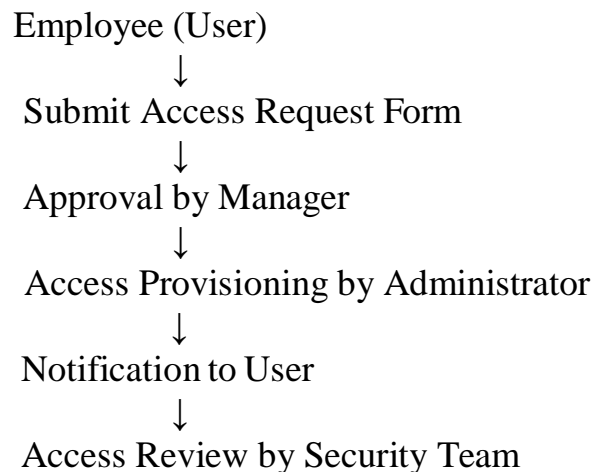 Employee (User)
↓
Submit Access Request Form
↓
Approval by Manager
↓
Access Provisioning by Administrator
↓
Notification to User
↓
Access Review by Security Team